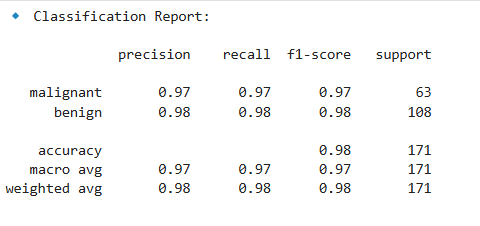 🔹 Classification Report:
precision recall f1-score support
malignant 0.97 0.97 0.97 63
benign 0.98 0.98 0.98 108
accuracy 0.98 171
macro avg 0.97 0.97 0.97 171
weighted avg 0.98 0.98 0.98 171